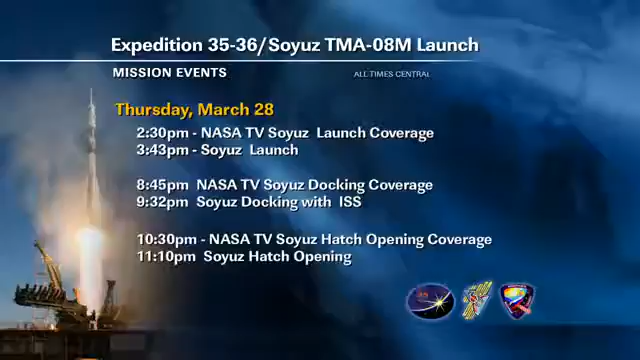 Expedition 35-36/Soyuz TMA-08M Launch
MISSION EVENTS
ALL TIMES CENTRAL
Thursday, March 28
2:30pm - NASA TV Soyuz Launch Coverage
3:43pm - Soyuz Launch
8:45pm NASA TV Soyuz Docking Coverage
9:32pm Soyuz Docking with ISS
10:30pm - NASA TV Soyuz Hatch Opening Coverage
11:10pm Soyuz Hatch Opening